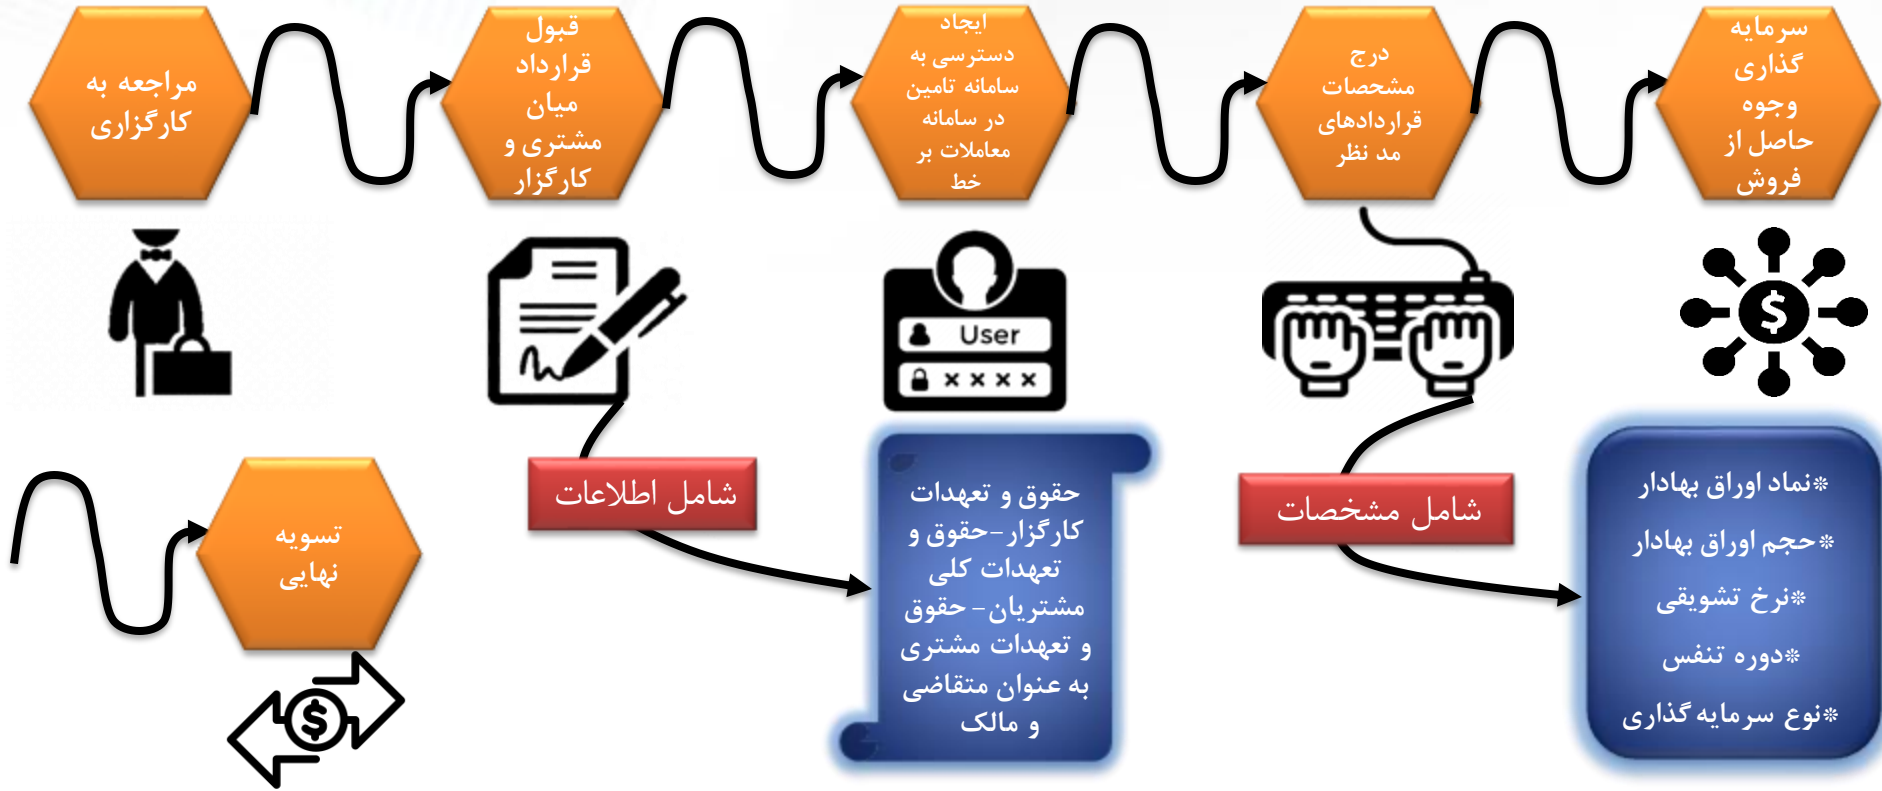 مراجعه به
کارگزاری
قبول
قرارداد
میان
مشتری و
کارگزار
ایجاد
دسترسی به
سامانه تامین
در سامانه
معاملات بر
خط
درج
مشخصات
قراردادهای
مد نظر
سرمایه
گذاری
وجوه
حاصل از
فروش
User
××××
شامل اطلاعات
حقوق و تعهدات
کارگزار-حقوق و
تعهدات کلی
مشتریان-حقوق
و تعهدات مشتری
به عنوان متقاضی
و مالک
شامل مشخصات
※نماد اوراق بهادار
※حجم اوراق بهادار
※نرخ تشویقی
※دوره تنفس
※نوع سرمایه گذاری
تسویه
نهایی